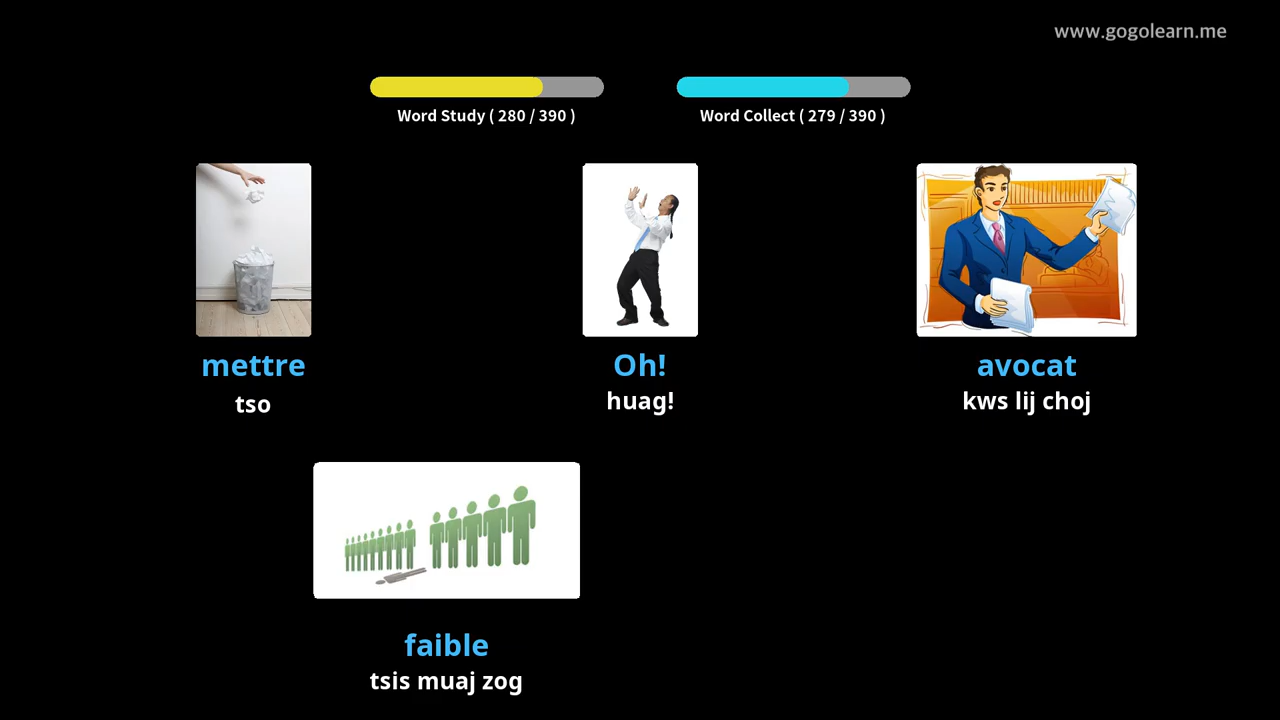 www.gogolearn.me
Word Study ( 280 / 390 )
Word Collect ( 279 / 390 )
mettre
tso
Oh!
huag!
avocat
kws lij choj
faible
tsis muaj zog